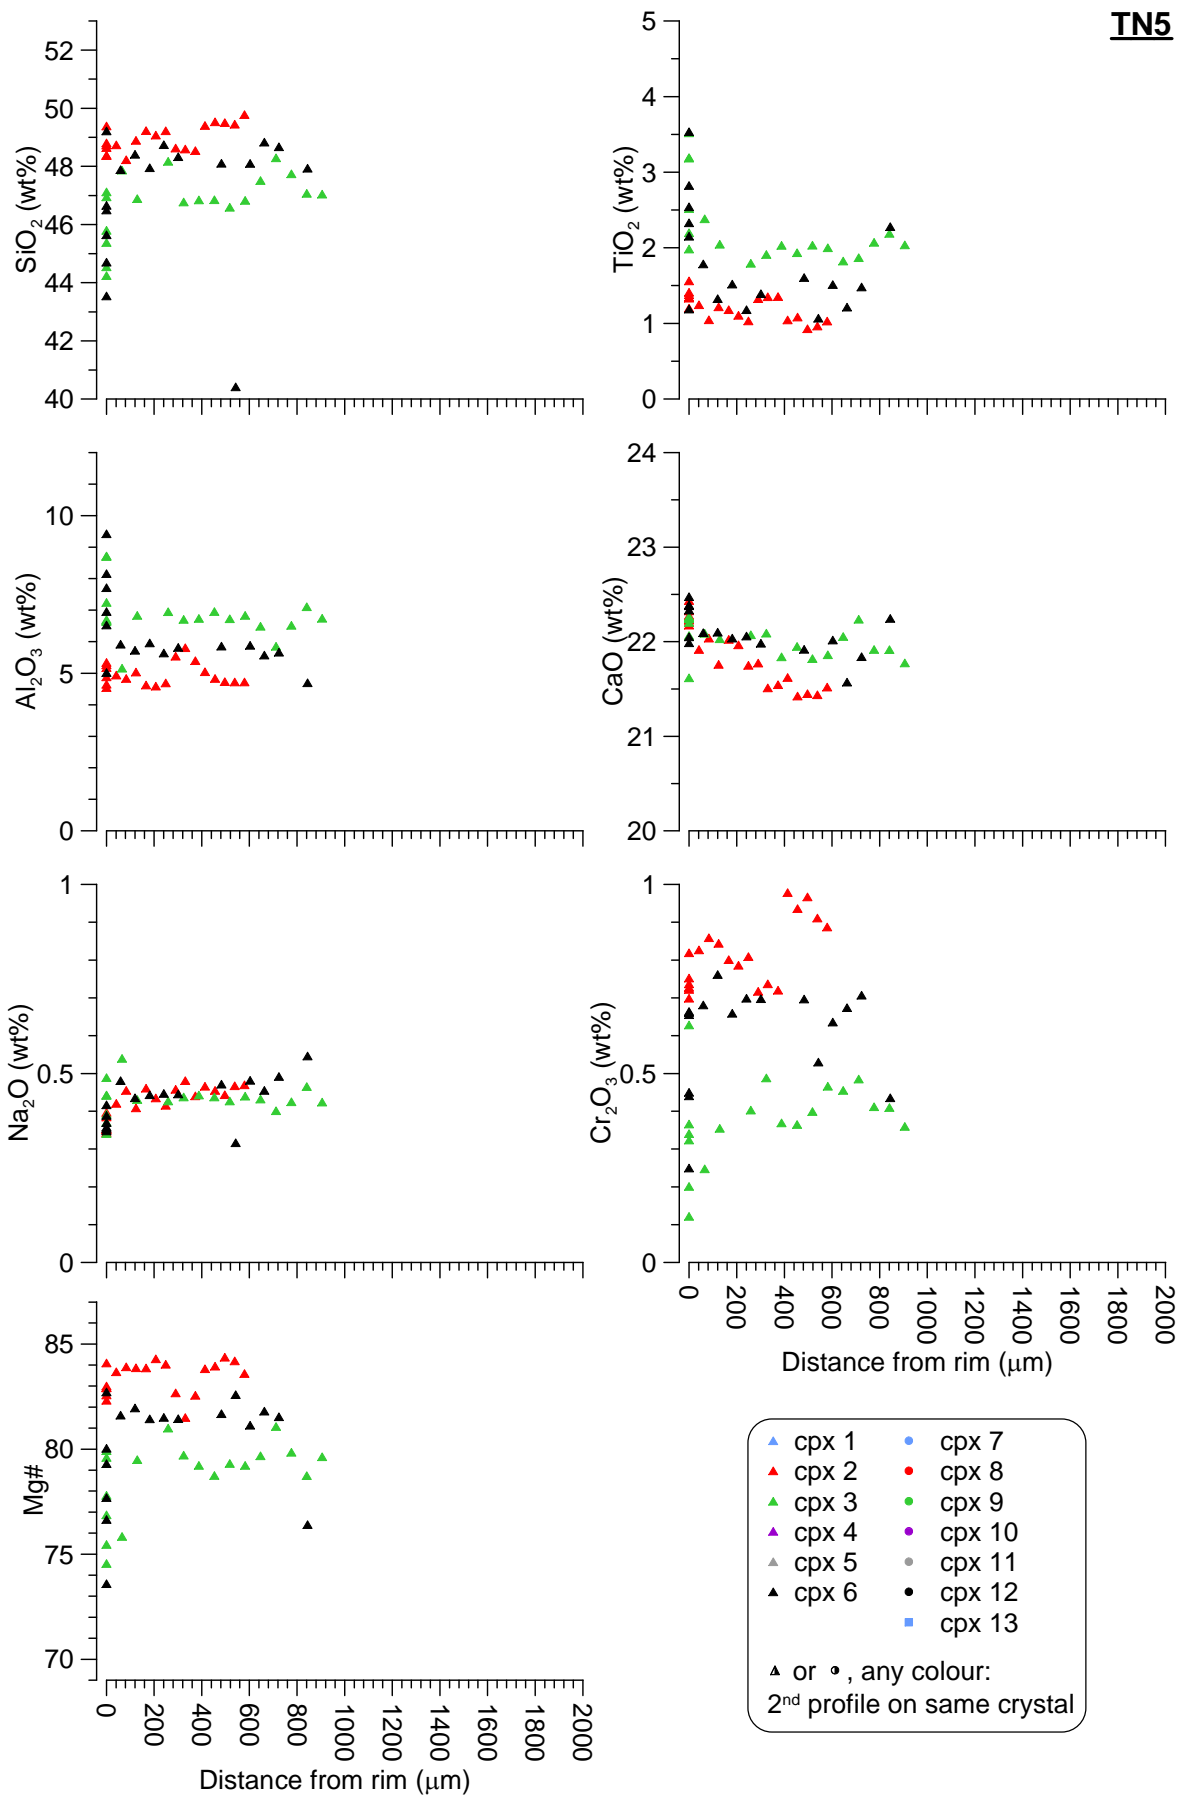 TN5
SiO2 (wt%)
52
50
48
46
44
42
40
TiO2 (wt%)
5
4
3
2
1
0
Al2O3 (wt%)
10
5
0
CaO (wt%)
24
23
22
21
20
Na2O (wt%)
1
0.5
0
Cr2O3 (wt%)
1
0.5
0
0 200 400 600 800 1000 1200 1400 1600 1800 2000
Distance from rim (μm)
Mg#
85
80
75
70
0 200 400 600 800 1000 1200 1400 1600 1800 2000
Distance from rim (μm)
cpx 1 cpx 7
cpx 2 cpx 8
cpx 3 cpx 9
cpx 4 cpx 10
cpx 5 cpx 11
cpx 6 cpx 12
cpx 13
or , any colour:
2nd profile on same crystal